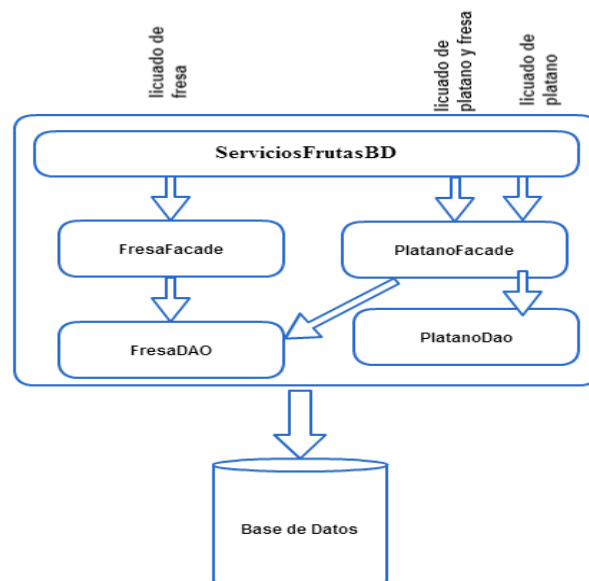 licuado de
fresa
licuado de
platano y fresa
licuado de
platano
ServiciosFrutasBD
FresaFacade
PlatanoFacade
FresaDAO
PlatanoDao
Base de Datos